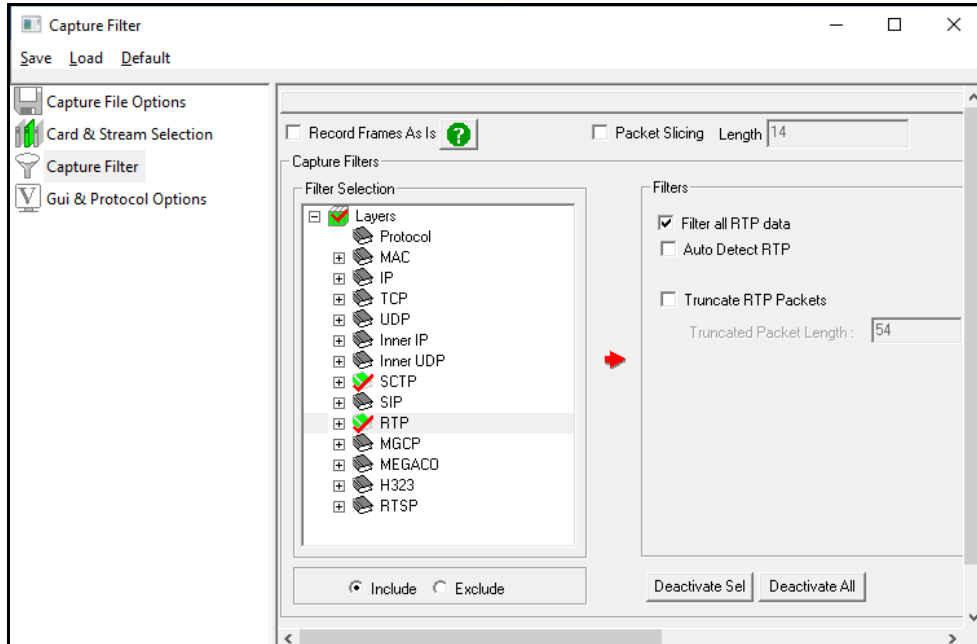 Capture Filter
Save Load Default
Capture File Options
Card & Stream Selection
Capture Filter
Gui & Protocol Options
Record Frames As Is ?
Packet Slicing Length 14
Capture Filters
Filter Selection
Layers
Protocol
MAC
IP
TCP
UDP
Inner IP
Inner UDP
SCTP
SIP
RTP
MGCP
MEGACO
H323
RTSP
Include Exclude
Filters
Filter all RTP data
Auto Detect RTP
Truncate RTP Packets
Truncated Packet Length : 54
Deactivate Sel Deactivate All